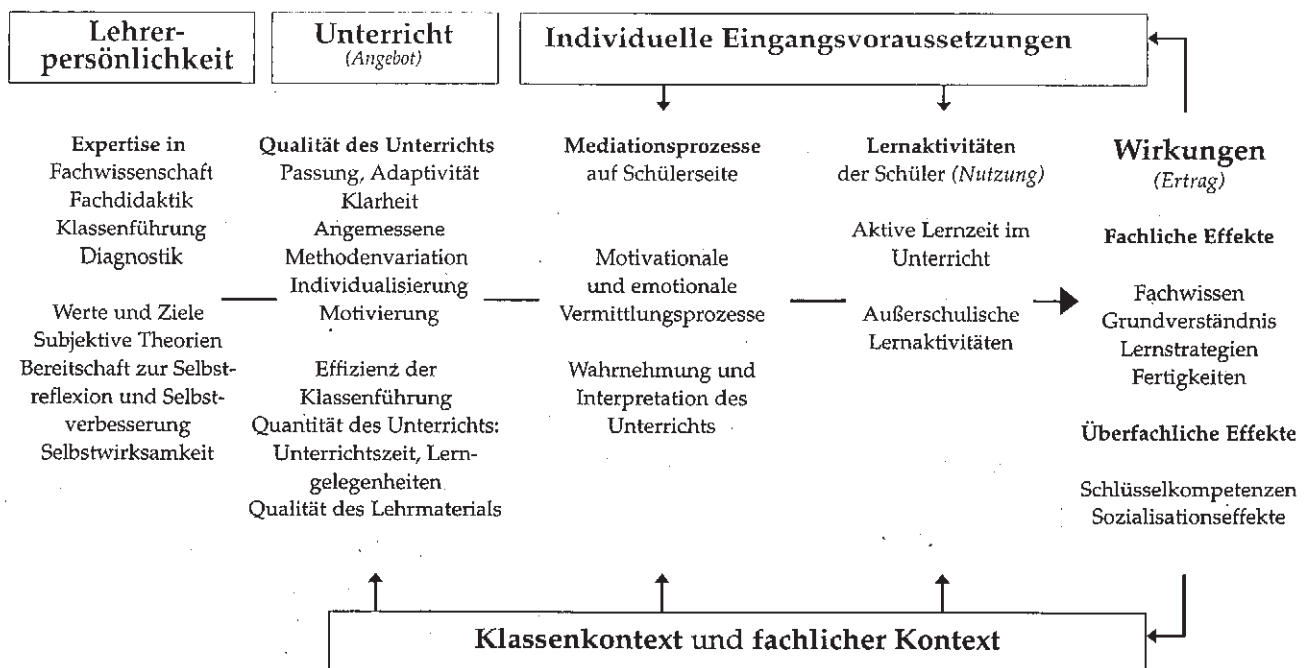 Lehrer-
persönlichkeit
Expertise in
Fachwissenschaft
Fachdidaktik
Klassenführung
Diagnostik
Werte und Ziele
Subjektive Theorien
Bereitschaft zur Selbst-
reflexion und Selbst-
verbesserung
Selbstwirksamkeit
Unterricht
(Angebot)
Qualität des Unterrichts
Passung, Adaptivität
Klarheit
Angemessene
Methodenvariation
Individualisierung
Motivierung
Effizienz der
Klassenführung
Quantität des Unterrichts:
Unterrichtszeit, Lern-
gelegenheiten
Qualität des Lehrmaterials
Individuelle Eingangsvoraussetzungen
Mediationsprozesse
auf Schülerseite
Motivationale
und emotionale
Vermittlungsprozesse
Wahrnehmung und
Interpretation des
Unterrichts
Lernaktivitäten
der Schüler (Nutzung)
Aktive Lernzeit im
Unterricht
Außerschulische
Lernaktivitäten
Wirkungen
(Ertrag)
Fachliche Effekte
Fachwissen
Grundverständnis
Lernstrategien
Fertigkeiten
Überfachliche Effekte
Schlüsselkompetenzen
Sozialisationseffekte
Klassenkontext und fachlicher Kontext